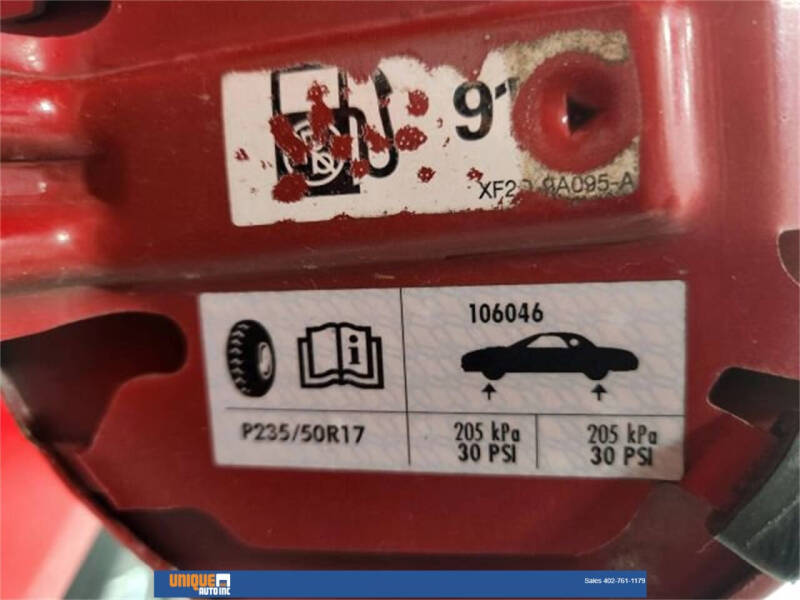 91
XF2 9A095-A
106046
P235/50R17
205 kPa 205 kPa
30 PSI 30 PSI
UNIQUE
AUTO INC
Sales 402-761-1179